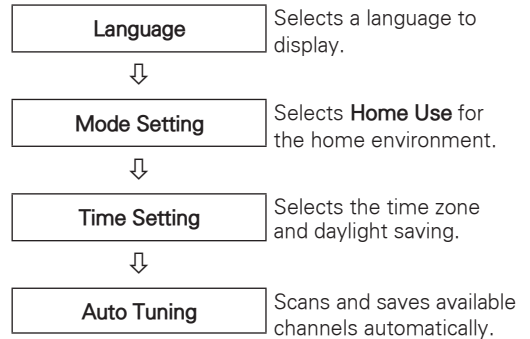 Language
Selects a language to
display.
Mode Setting
Selects Home Use for
the home environment.
Time Setting
Selects the time zone
and daylight saving.
Auto Tuning
Scans and saves available
channels automatically.